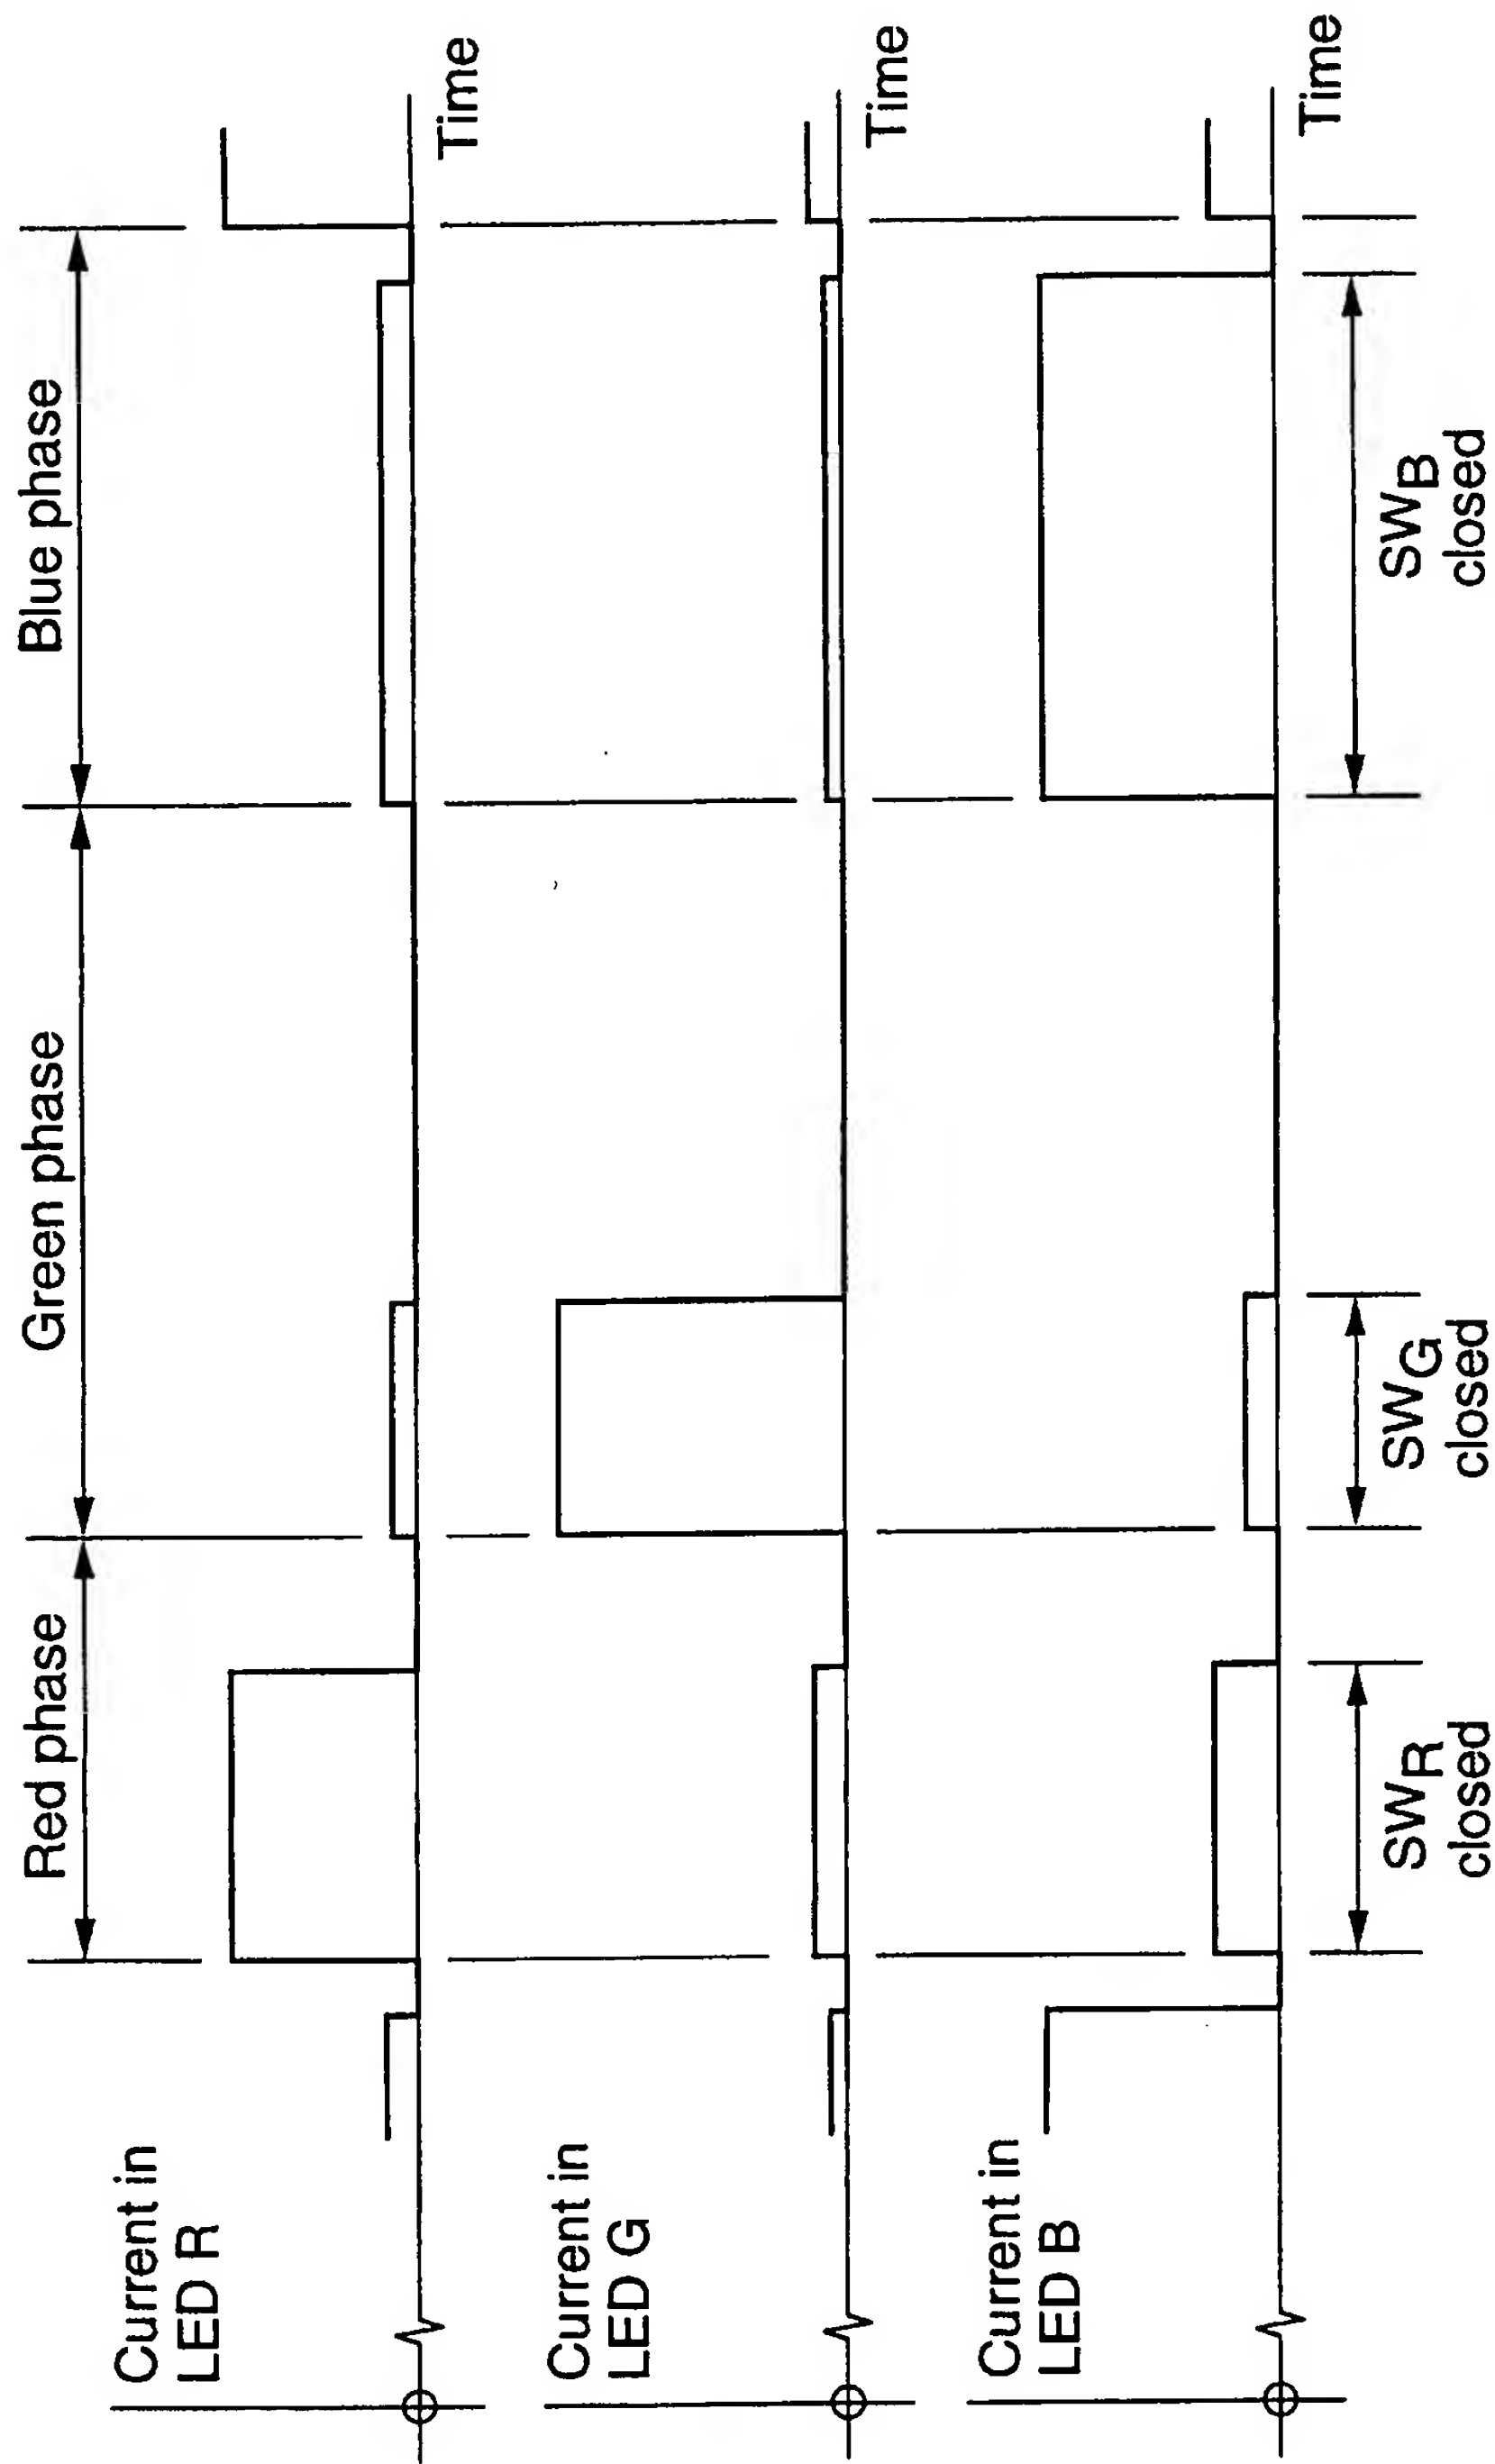 Red phase
Green phase
Blue phase
Current in
LED R
Time
Current in
LED G
Time
Current in
LED B
Time
SWR
closed
SWG
closed
SWB
closed